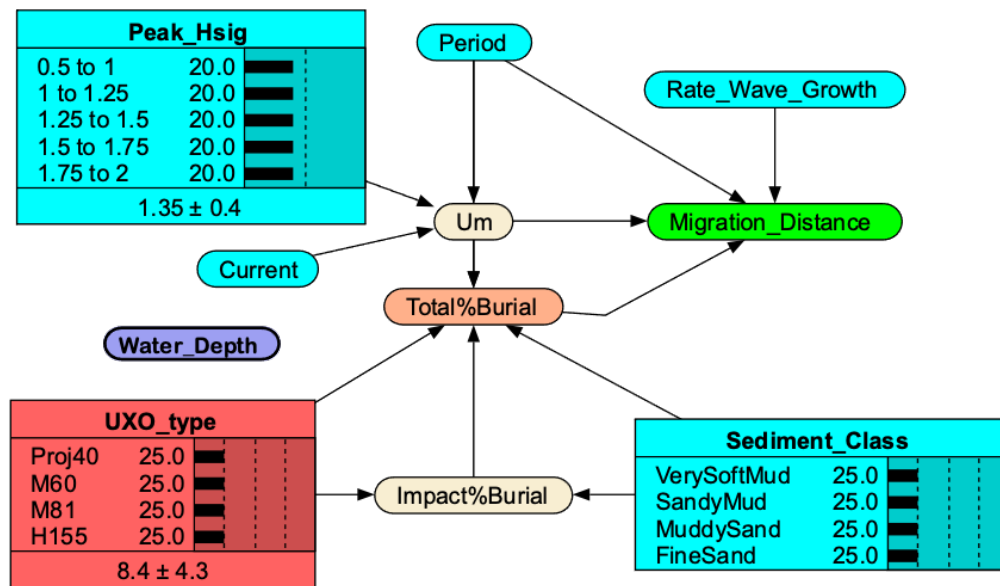 Peak_Hsig
0.5 to 1 20.0
1 to 1.25 20.0
1.25 to 1.5 20.0
1.5 to 1.75 20.0
1.75 to 2 20.0
1.35 ± 0.4
Period
Rate_Wave_Growth
Um
Migration_Distance
Current
Total%Burial
Water_Depth
UXO_type
Proj40 25.0
M60 25.0
M81 25.0
H155 25.0
8.4 ± 4.3
Impact%Burial
Sediment_Class
VerySoftMud 25.0
SandyMud 25.0
MuddySand 25.0
FineSand 25.0